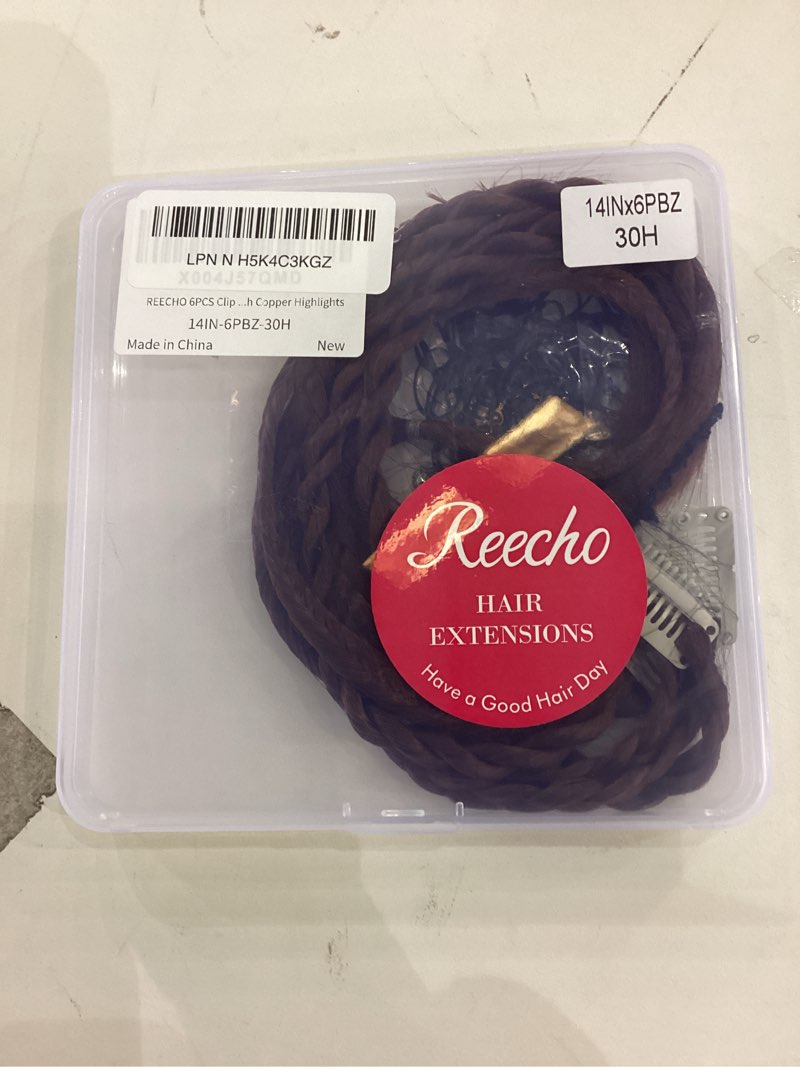 LPN N H5K4C3KGZ
X004J57QMD
REECHO 6PCS Clip ...h Copper Highlights
14IN-6PBZ-30H
Made in China New
14INx6PBZ
30H
Reecho
HAIR
EXTENSIONS
Have a Good Hair Day